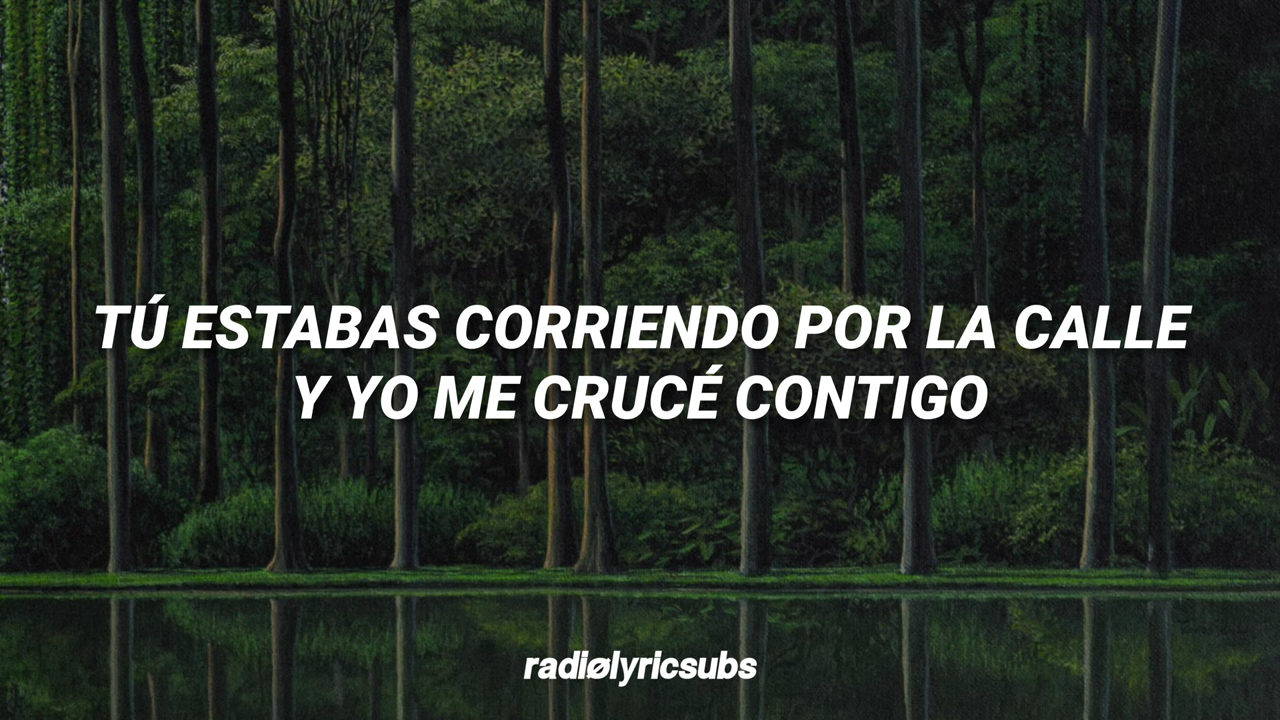 TÚ ESTABAS CORRIENDO POR LA CALLE
Y YO ME CRUCÉ CONTIGO
radiølyricsubs